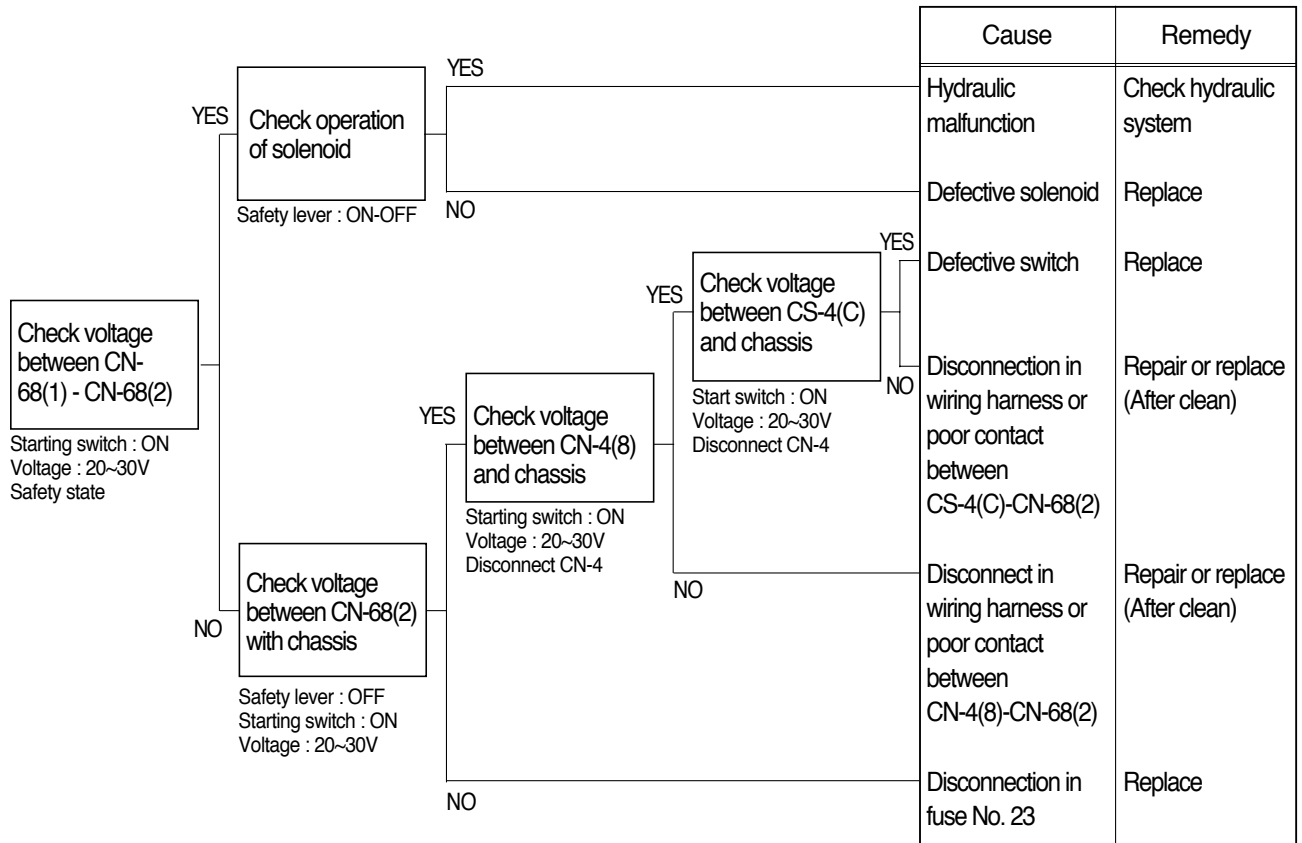 Cause
Remedy
YES
Hydraulic
malfunction
Check hydraulic
system
YES
Check operation
of solenoid
Safety lever : ON-OFF
NO
Defective solenoid
Replace
YES
Defective switch
Replace
YES
Check voltage
between CS-4(C)
and chassis
Start switch : ON
Voltage : 20~30V
Disconnect CN-4
NO
Disconnection in
wiring harness or
poor contact
between
CS-4(C)-CN-68(2)
Repair or replace
(After clean)
Check voltage
between CN-
68(1) - CN-68(2)
Starting switch : ON
Voltage : 20~30V
Safety state
YES
Check voltage
between CN-4(8)
and chassis
Starting switch : ON
Voltage : 20~30V
Disconnect CN-4
NO
Disconnect in
wiring harness or
poor contact
between
CN-4(8)-CN-68(2)
Repair or replace
(After clean)
NO
Check voltage
between CN-68(2)
with chassis
Safety lever : OFF
Starting switch : ON
Voltage : 20~30V
NO
Disconnection in
fuse No. 23
Replace